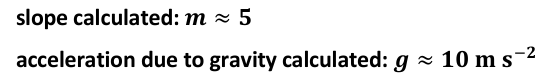 slope calculated: m ≈ 5
acceleration due to gravity calculated: g ≈ 10 m s⁻²